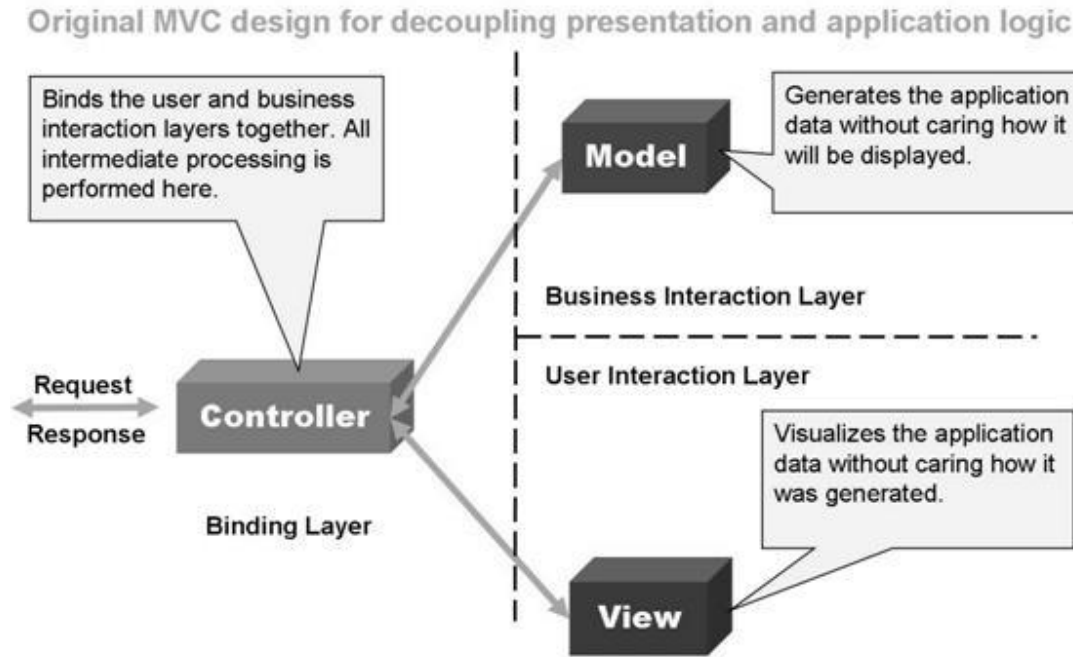 Original MVC design for decoupling presentation and application logic
Binds the user and business
interaction layers together. All
intermediate processing is
performed here.
Model
Generates the application
data without caring how it
will be displayed.
Business Interaction Layer
User Interaction Layer
Request
Response
Controller
Binding Layer
Visualizes the application
data without caring how it
was generated.
View